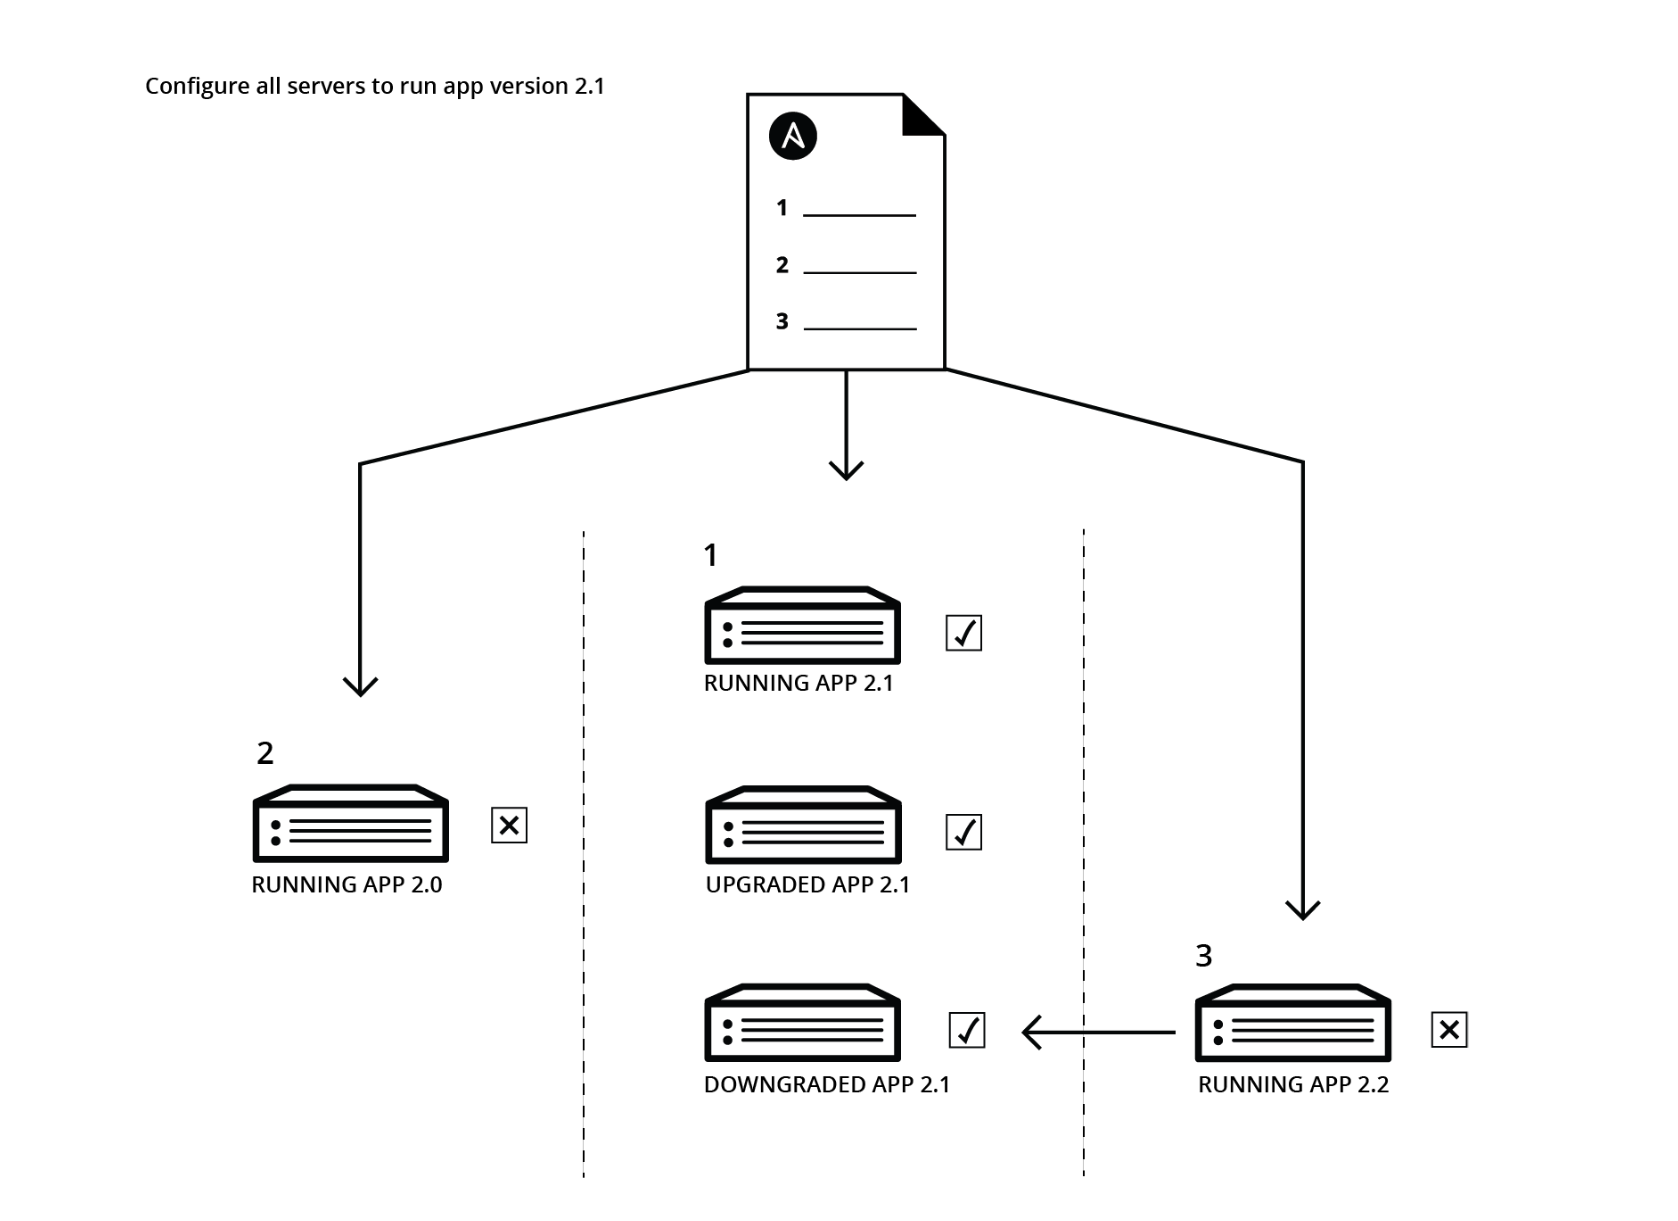 Configure all servers to run app version 2.1
1
2
3
1
RUNNING APP 2.1
2
RUNNING APP 2.0
UPGRADED APP 2.1
3
DOWNGRADED APP 2.1
RUNNING APP 2.2